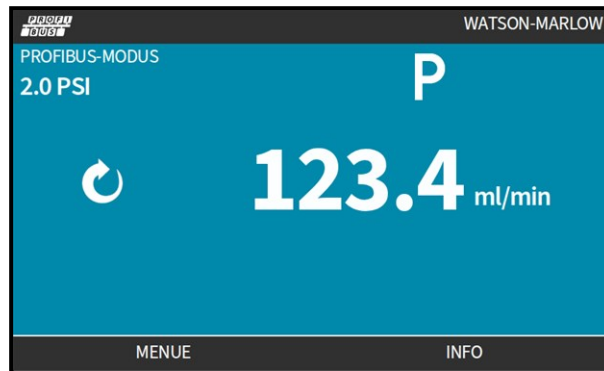 PROFI
BUS
WATSON-MARLOW
PROFIBUS-MODUS
2.0 PSI
P
123.4 ml/min
MENUE
INFO